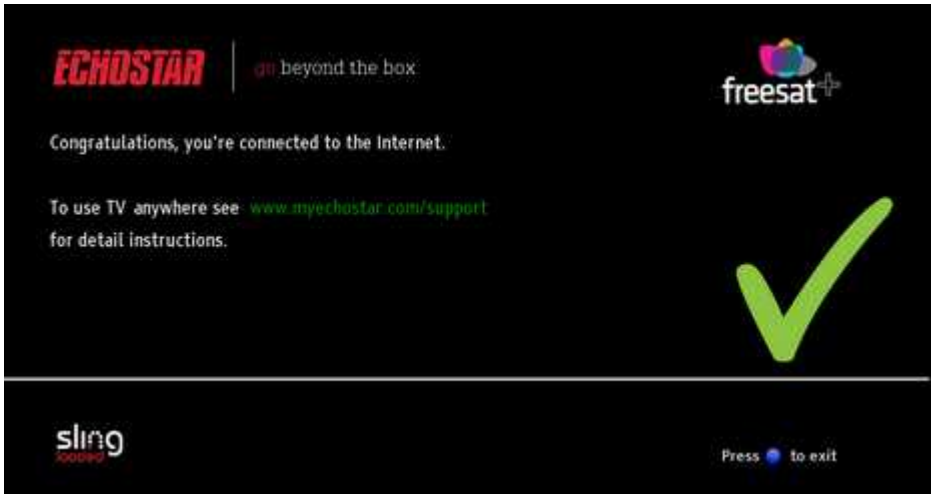 ECHOSTAR
go beyond the box
freesat+
Congratulations, you're connected to the Internet.
To use TV anywhere see www.myechostar.com/support
for detail instructions.
sling
loaded
Press to exit